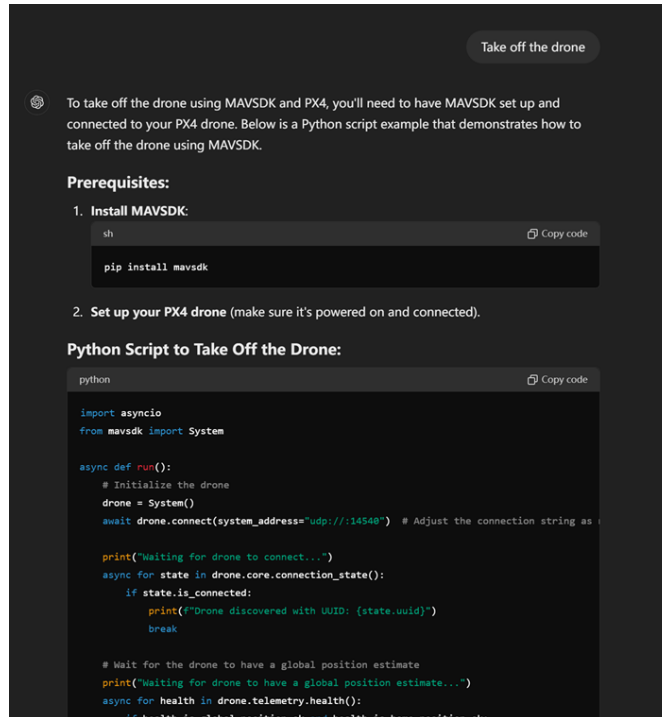 Take off the drone
To take off the drone using MAVSDK and PX4, you'll need to have MAVSDK set up and
connected to your PX4 drone. Below is a Python script example that demonstrates how to
take off the drone using MAVSDK.
Prerequisites:
1. Install MAVSDK:
sh Copy code
pip install mavsdk
2. Set up your PX4 drone (make sure it's powered on and connected).
Python Script to Take Off the Drone:
python Copy code
import asyncio
from mavsdk import System
async def run():
# Initialize the drone
drone = System()
await drone.connect(system_address="udp://:14540") # Adjust the connection string as
print("Waiting for drone to connect...")
async for state in drone.core.connection_state():
if state.is_connected:
print(f"Drone discovered with UUID: {state.uuid}")
break
# Wait for the drone to have a global position estimate
print("Waiting for drone to have a global position estimate...")
async for health in drone.telemetry.health():